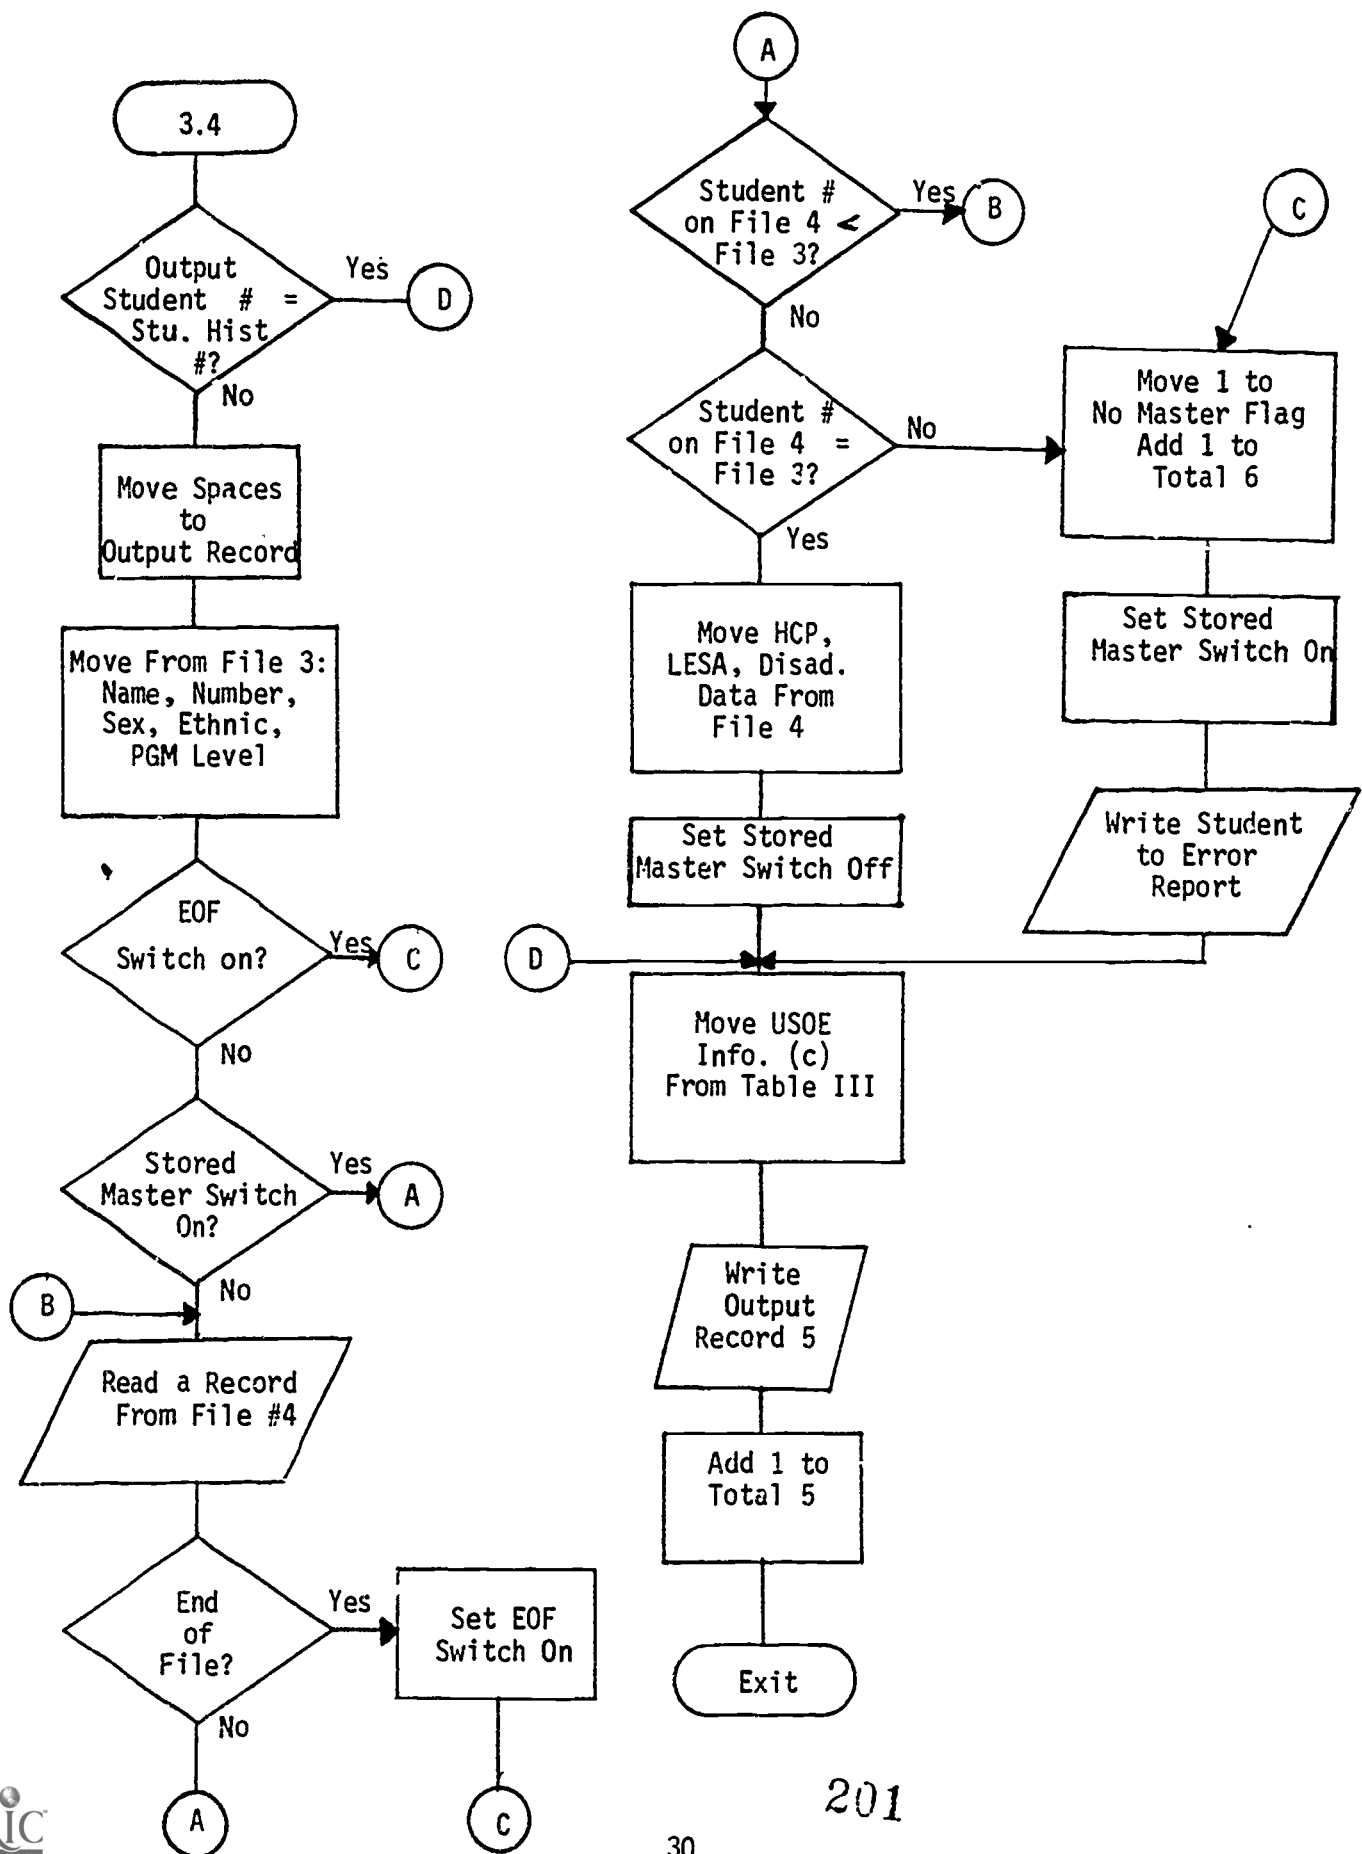 3.4
Output
Student # =
Stu. Hist
#?
Yes
D
No
Move Spaces
to
Output Record
Move From File 3:
Name, Number,
Sex, Ethnic,
PGM Level
EOF
Switch on?
Yes
C
No
Stored
Master Switch
On?
Yes
A
No
B
Read a Record
From File #4
End
of
File?
Yes
Set EOF
Switch On
No
A
C
A
Student #
on File 4 <
File 3?
Yes
B
No
Student #
on File 4 =
File 3?
No
Yes
Move HCP,
LESA, Disad.
Data From
File 4
Set Stored
Master Switch Off
D
Move USOE
Info. (c)
From Table III
Write
Output
Record 5
Add 1 to
Total 5
Exit
C
Move 1 to
No Master Flag
Add 1 to
Total 6
Set Stored
Master Switch On
Write Student
to Error
Report
201
30
IC